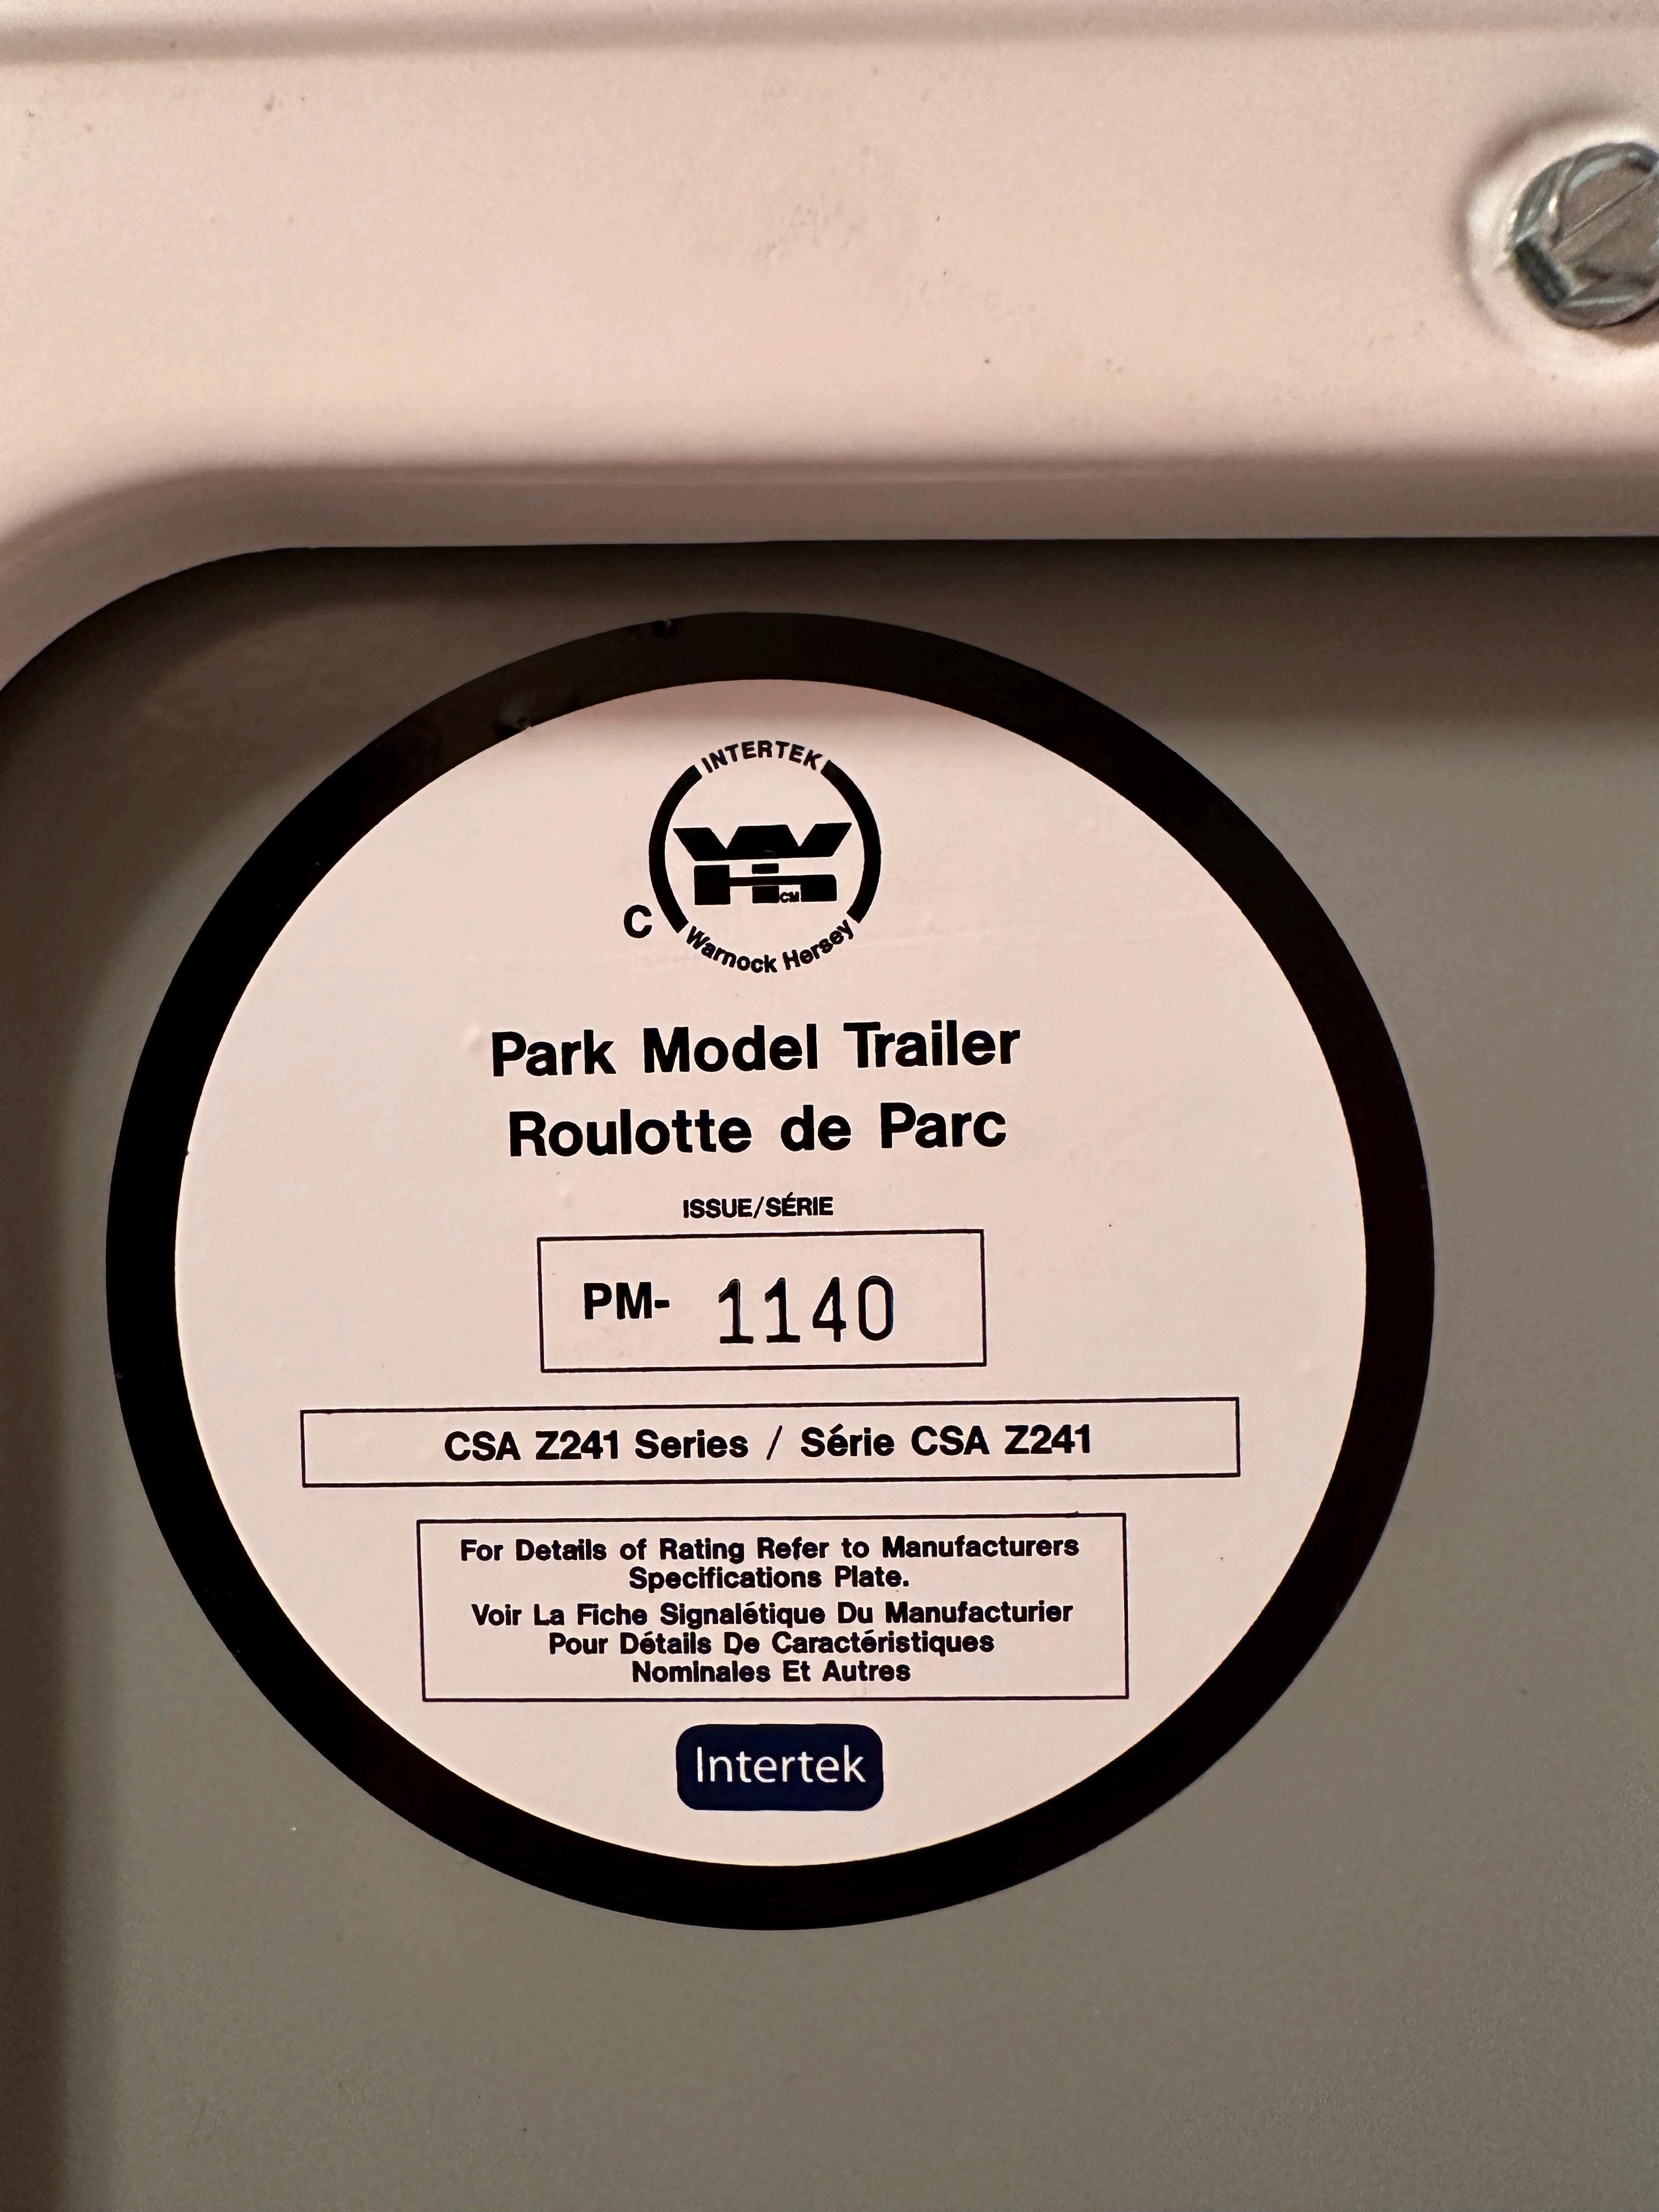 INTERTEK
WH
CM
C
Warnock Hersey
Park Model Trailer
Roulotte de Parc
ISSUE/SÉRIE
PM- 1140
CSA Z241 Series / Série CSA Z241
For Details of Rating Refer to Manufacturers
Specifications Plate.
Voir La Fiche Signalétique Du Manufacturier
Pour Détails De Caractéristiques
Nominales Et Autres
Intertek